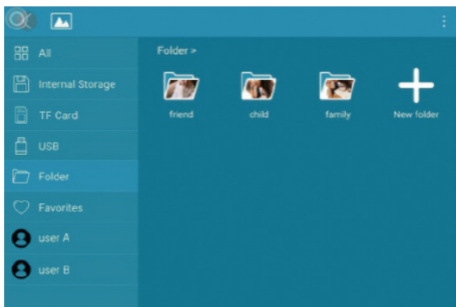 All
Internal Storage
TF Card
USB
Folder
Favorites
user A
user B
Folder >
friend
child
family
New folder